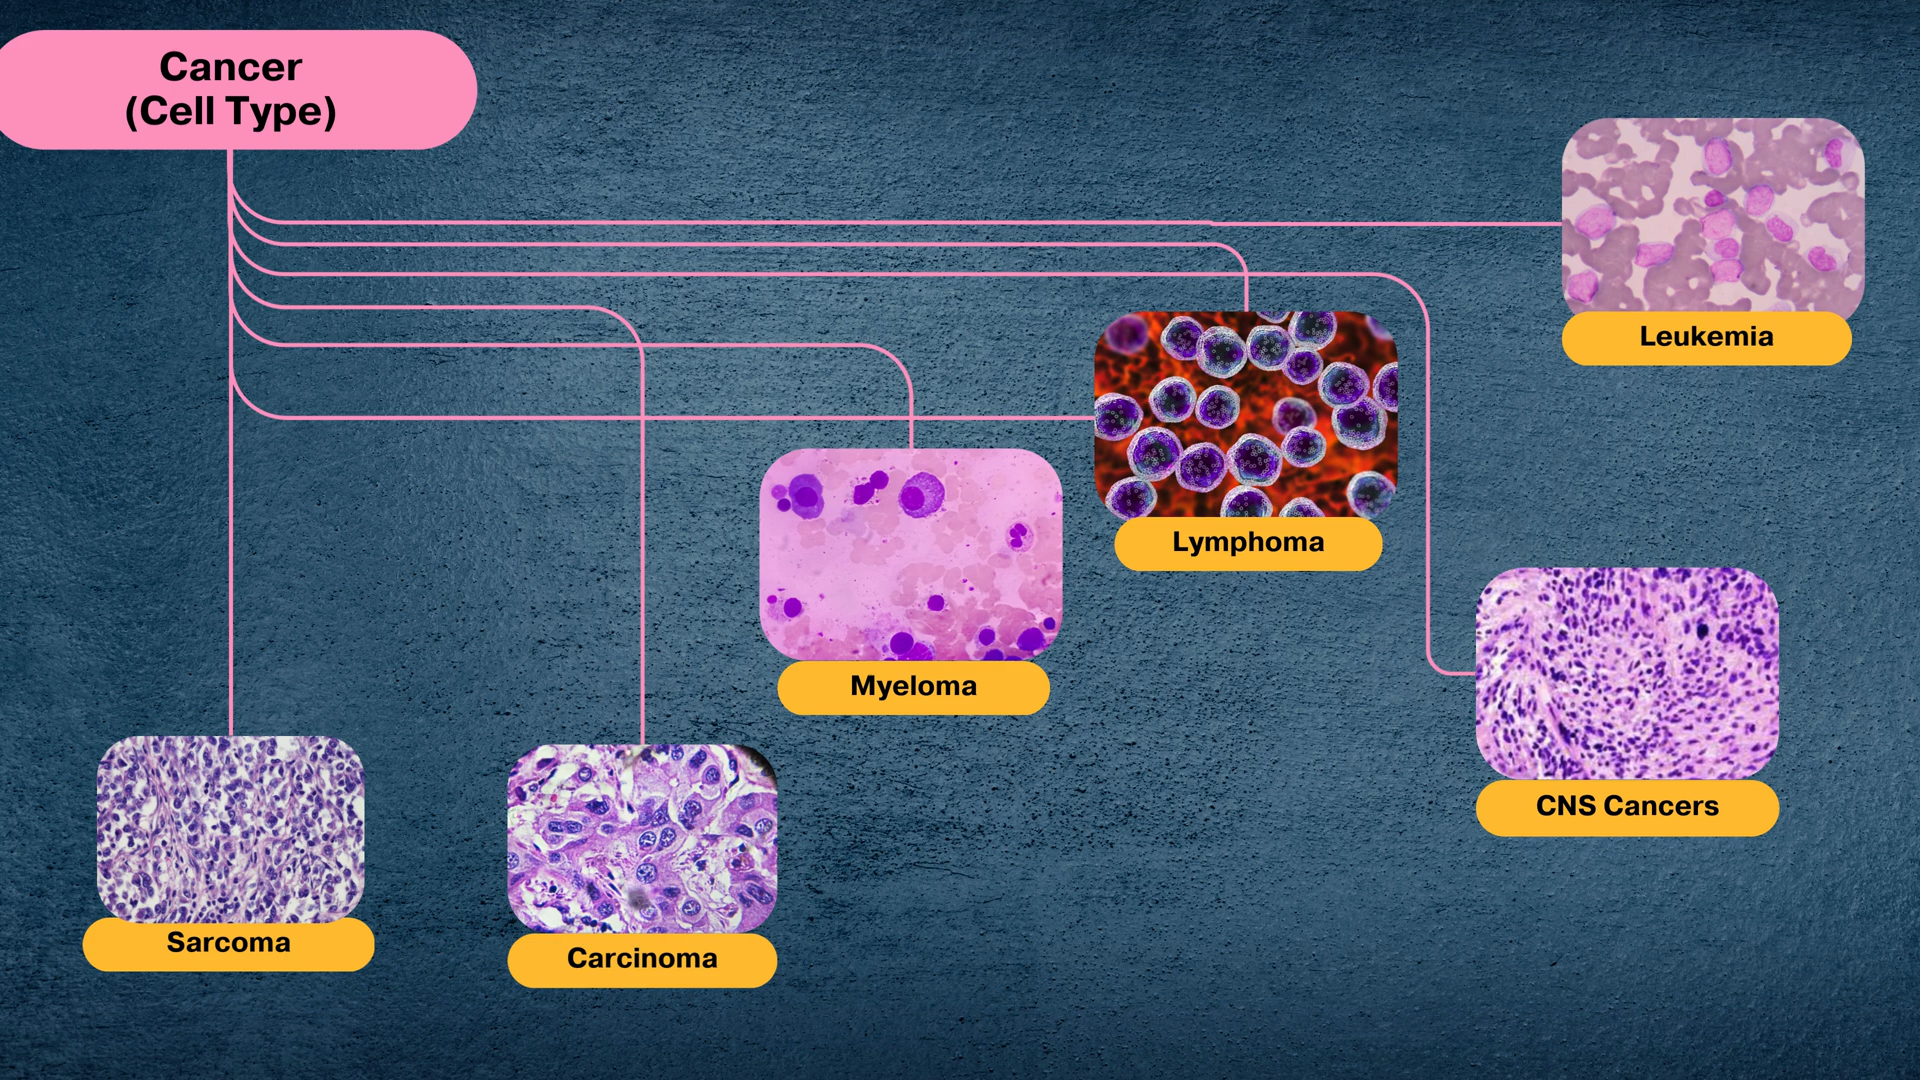 Cancer
(Cell Type)
Leukemia
Lymphoma
Myeloma
CNS Cancers
Sarcoma
Carcinoma